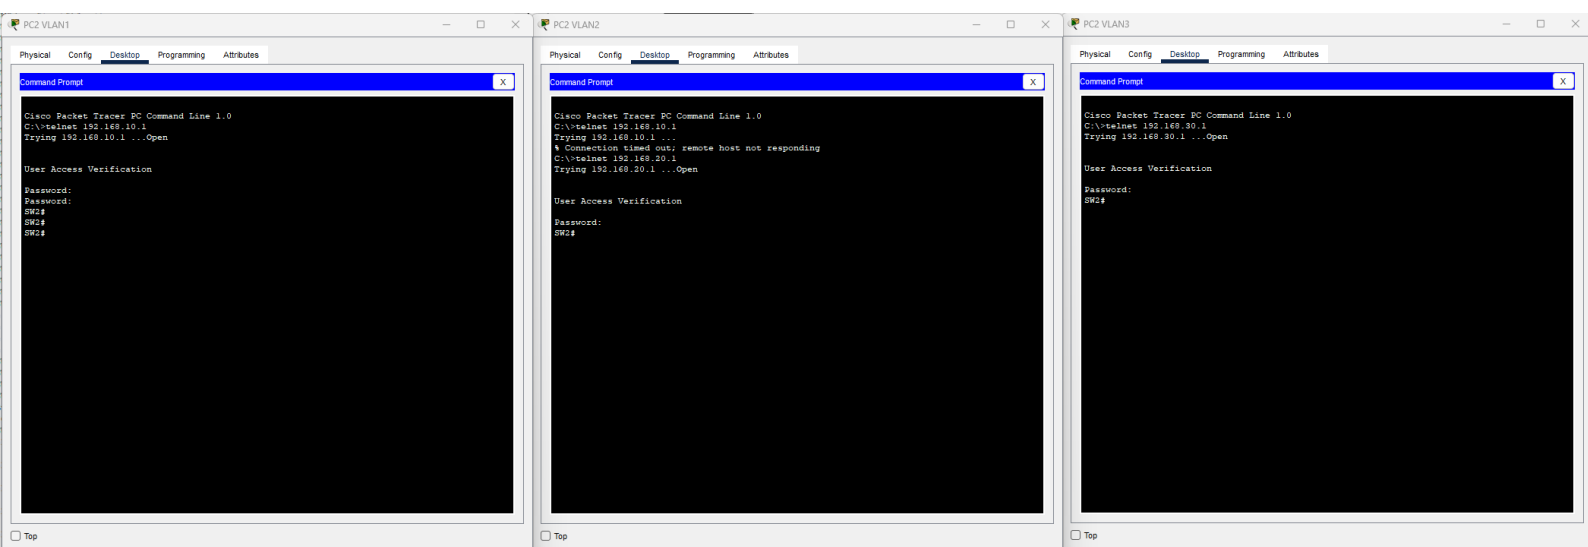 PC2 VLAN1
Physical Config Desktop Programming Attributes
Command Prompt
X
Cisco Packet Tracer PC Command Line 1.0
C:\>telnet 192.168.10.1
Trying 192.168.10.1 ...Open
User Access Verification
Password:
Password:
SW2#
SW2#
SW2#
Top
PC2 VLAN2
Physical Config Desktop Programming Attributes
Command Prompt
X
Cisco Packet Tracer PC Command Line 1.0
C:\>telnet 192.168.10.1
Trying 192.168.10.1 ...
% Connection timed out; remote host not responding
C:\>telnet 192.168.20.1
Trying 192.168.20.1 ...Open
User Access Verification
Password:
SW2#
Top
PC2 VLAN3
Physical Config Desktop Programming Attributes
Command Prompt
X
Cisco Packet Tracer PC Command Line 1.0
C:\>telnet 192.168.30.1
Trying 192.168.30.1 ...Open
User Access Verification
Password:
SW2#
Top